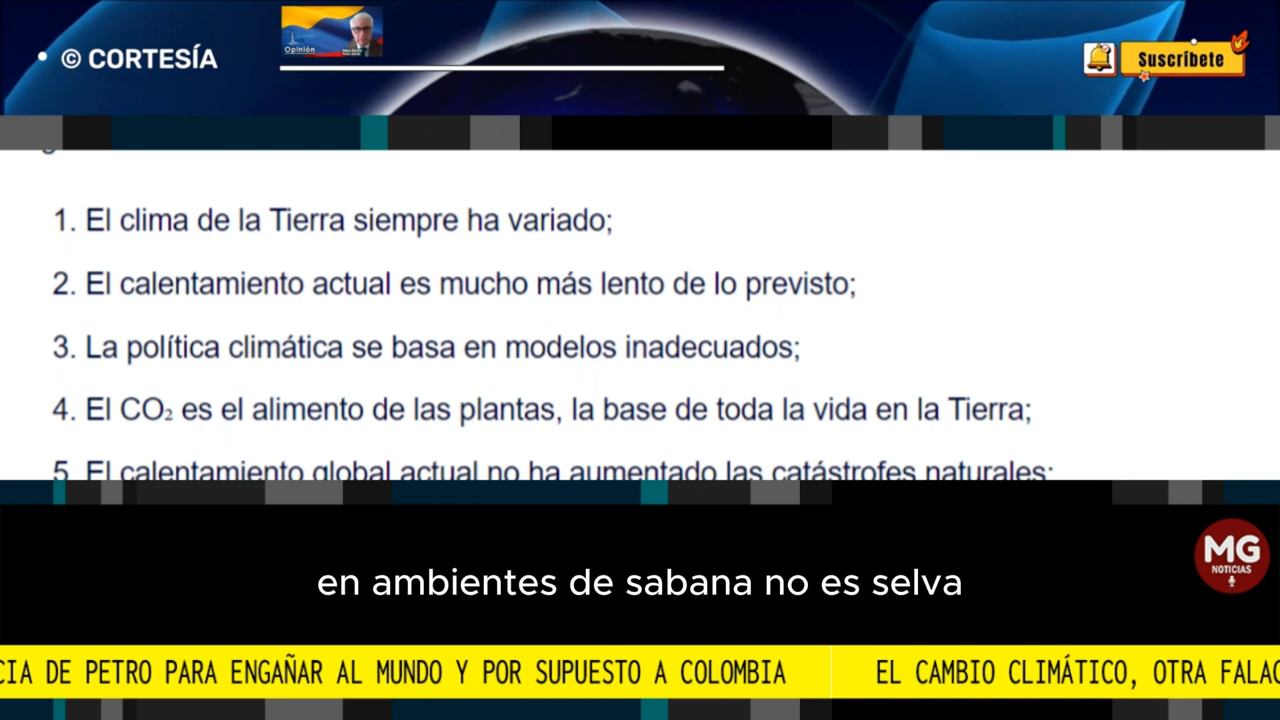 © CORTESÍA
Opinión
Suscríbete
1. El clima de la Tierra siempre ha variado;
2. El calentamiento actual es mucho más lento de lo previsto;
3. La política climática se basa en modelos inadecuados;
4. El CO₂ es el alimento de las plantas, la base de toda la vida en la Tierra;
5. El calentamiento global actual no ha aumentado las catástrofes naturales;
en ambientes de sabana no es selva
MG
NOTICIAS
CIA DE PETRO PARA ENGAÑAR AL MUNDO Y POR SUPUESTO A COLOMBIA EL CAMBIO CLIMÁTICO, OTRA FALAC